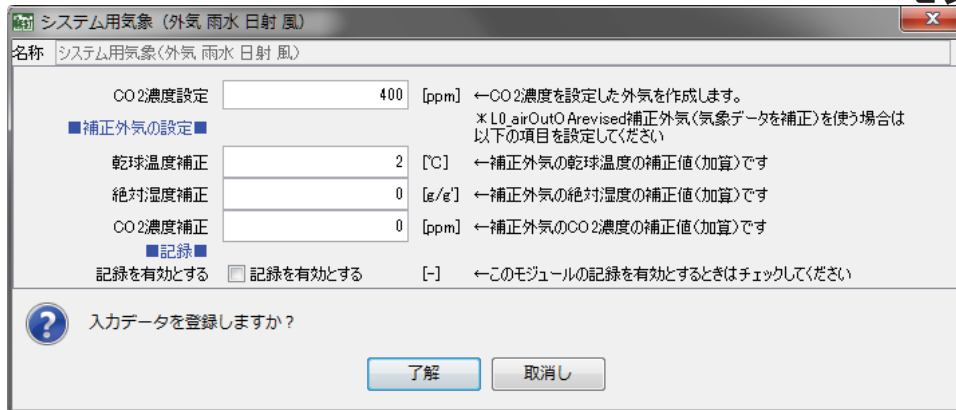 システム用気象（外気 雨水 日射 風）
名称 システム用気象（外気 雨水 日射 風）
CO2濃度設定 400 [ppm] ←CO2濃度を設定した外気を作成します。
■補正外気の設定■ ＊L0_airOutOArevised補正外気（気象データを補正）を使う場合は
以下の項目を設定してください
乾球温度補正 2 [℃] ←補正外気の乾球温度の補正値（加算）です
絶対湿度補正 0 [g/g'] ←補正外気の絶対湿度の補正値（加算）です
CO2濃度補正 0 [ppm] ←補正外気のCO2濃度の補正値（加算）です
■記録■
記録を有効とする 記録を有効とする [-] ←このモジュールの記録を有効とするときはチェックしてください
入力データを登録しますか？
了解 取消し